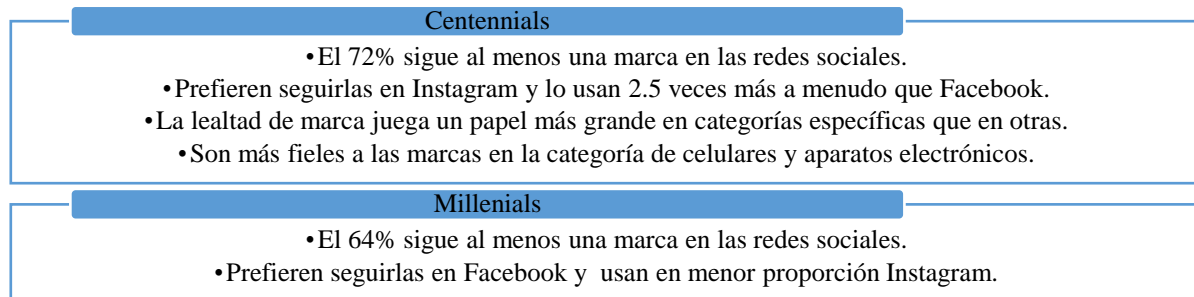 Centennials
•El 72% sigue al menos una marca en las redes sociales.
•Prefieren seguirlas en Instagram y lo usan 2.5 veces más a menudo que Facebook.
•La lealtad de marca juega un papel más grande en categorías específicas que en otras.
•Son más fieles a las marcas en la categoría de celulares y aparatos electrónicos.
Millenials
•El 64% sigue al menos una marca en las redes sociales.
•Prefieren seguirlas en Facebook y  usan en menor proporción Instagram.